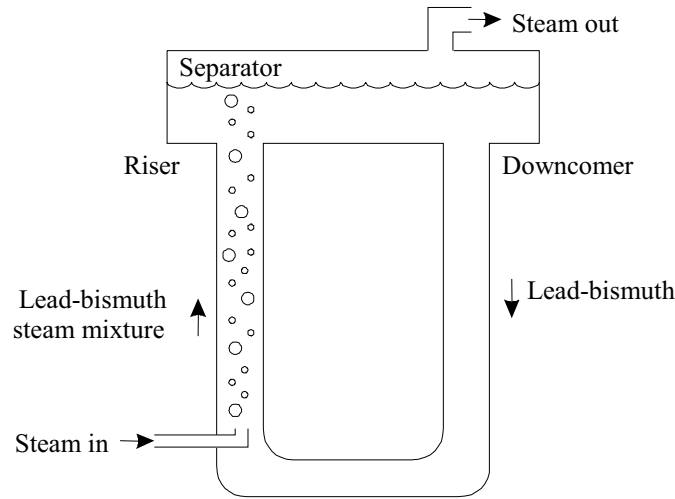 Steam out
Separator
Riser
Downcomer
Lead-bismuth
steam mixture
Lead-bismuth
Steam in